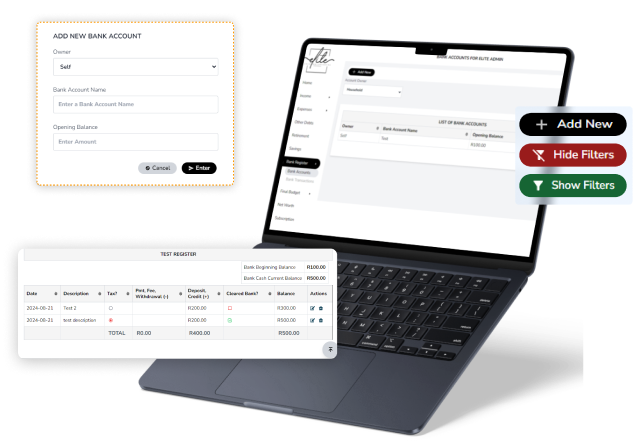 ADD NEW BANK ACCOUNT
Owner
Self
Bank Account Name
Enter a Bank Account Name
Opening Balance
Enter Amount
Cancel
Enter
elite
BANK ACCOUNTS FOR ELITE ADMIN
Add New
Account Owner
Household
Home
Income
Expenses
Other Debts
Retirement
Savings
Bank Register
Bank Accounts
Bank Transactions
Final Budget
Net Worth
Subscription
LIST OF BANK ACCOUNTS
Owner Bank Account Name Opening Balance
Self Test R100.00
Add New
Hide Filters
Show Filters
TEST REGISTER
Bank Beginning Balance R100.00
Bank Cash Current Balance R500.00
Date Description Tax? Pmt, Fee, Withdrawal (-) Deposit, Credit (+) Cleared Bank? Balance Actions
2024-08-21 Test 2 R200.00 R300.00
2024-08-21 test description R200.00 R500.00
TOTAL R0.00 R400.00 R500.00